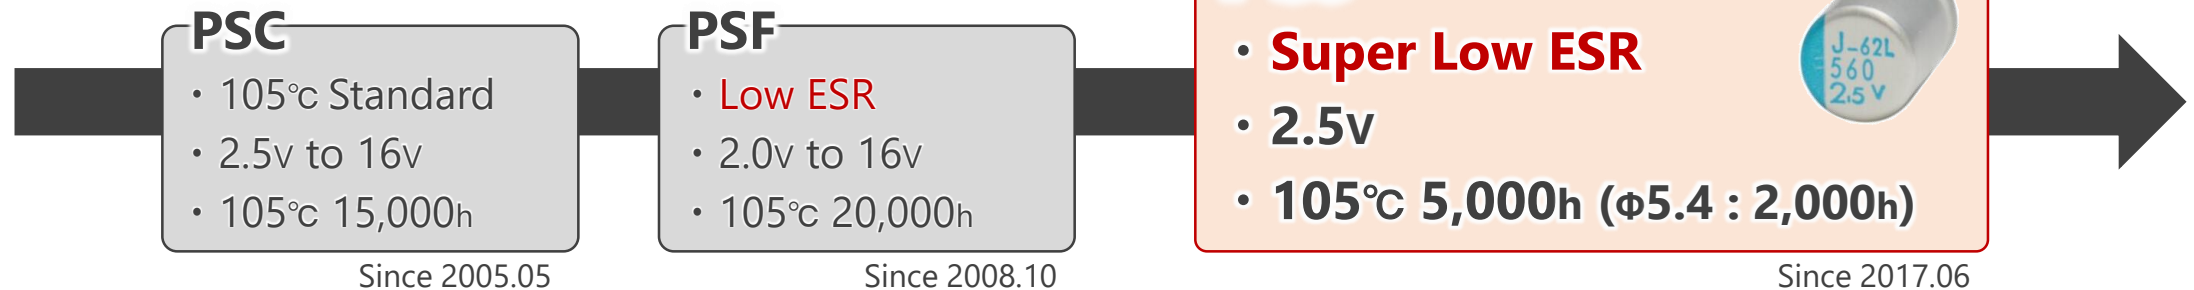 PSC
・105℃ Standard
・2.5V to 16V
・105℃ 15,000h
Since 2005.05
PSF
・Low ESR
・2.0V to 16V
・105℃ 20,000h
Since 2008.10
・Super Low ESR
・2.5V
・105℃ 5,000h (Φ5.4 : 2,000h)
J-62L
560
2.5 V
Since 2017.06